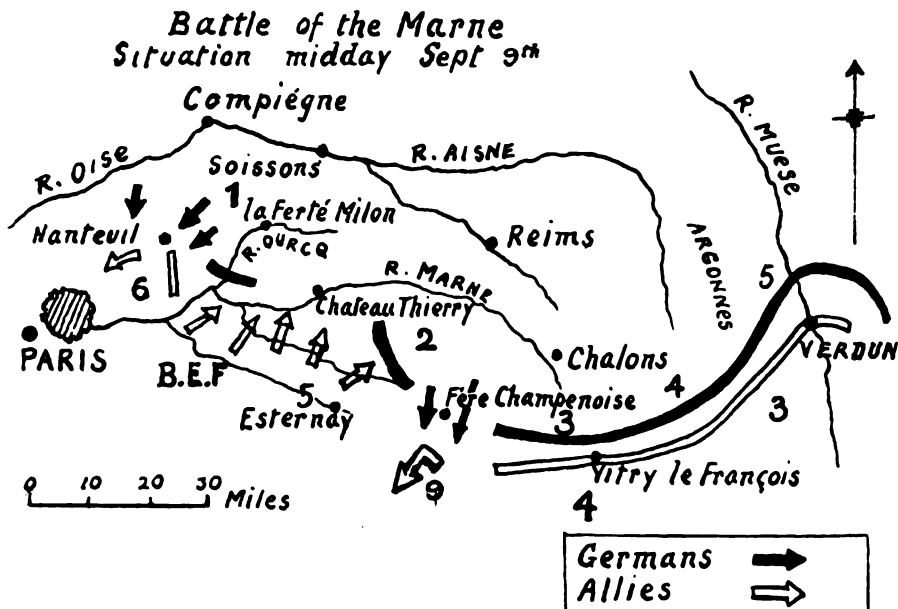 Battle of the Marne
Situation midday Sept 9th
Compiégne
R. OISE
Soissons
R. AISNE
R. MUESE
1
la Ferté Milon
Nanteuil
R. OURCQ
Reims
ARGONNES
6
R. MARNE
5
Chateau Thierry
PARIS
2
Chalons
VERDUN
B.E.F
5
Esternay
Fére Champenoise
3
4
3
9
Vitry le François
4
0 10 20 30 Miles
Germans
Allies